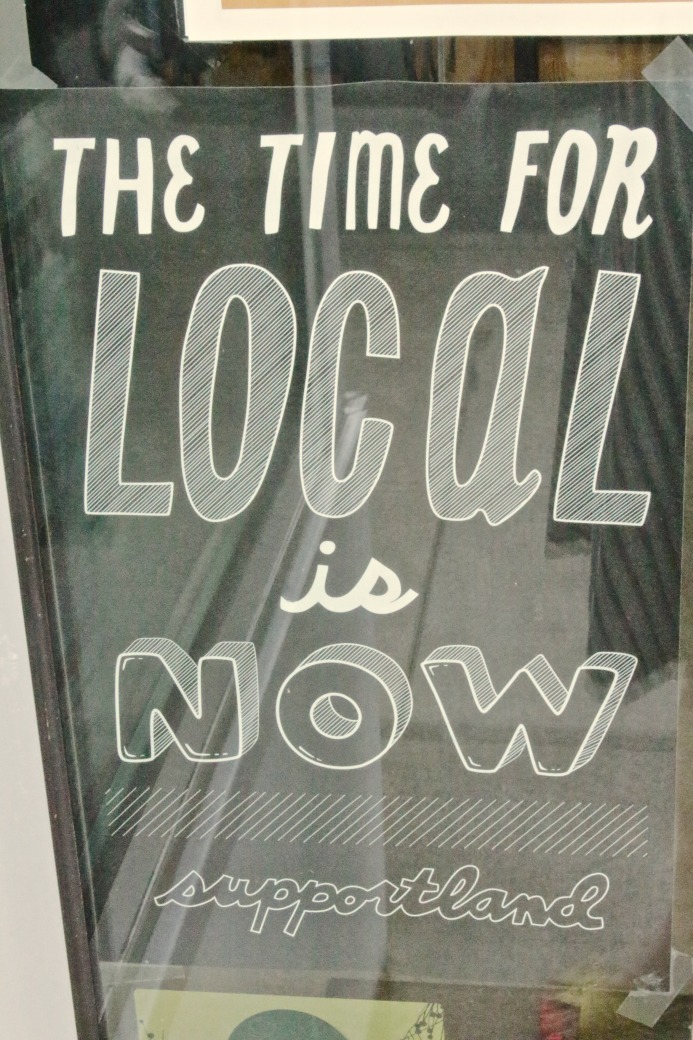 THE TIME FOR
LOCAL
is
NOW
supportland